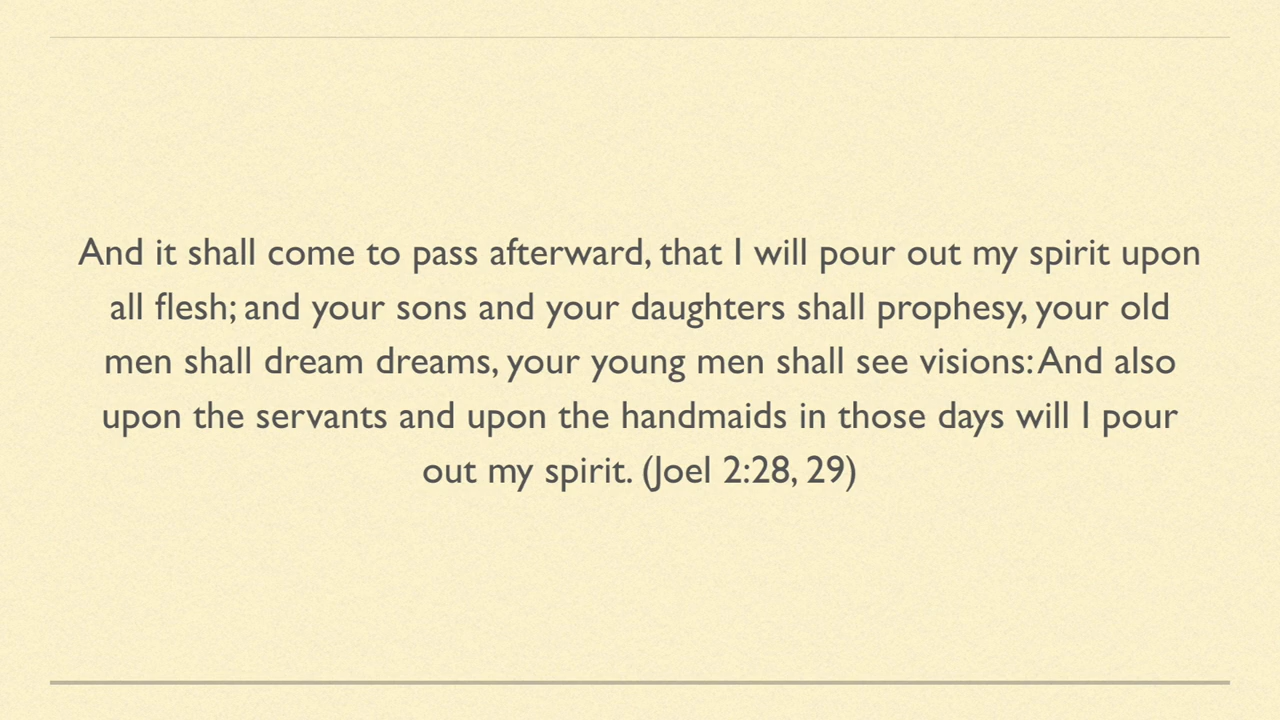 And it shall come to pass afterward, that I will pour out my spirit upon
all flesh; and your sons and your daughters shall prophesy, your old
men shall dream dreams, your young men shall see visions: And also
upon the servants and upon the handmaids in those days will I pour
out my spirit. (Joel 2:28, 29)